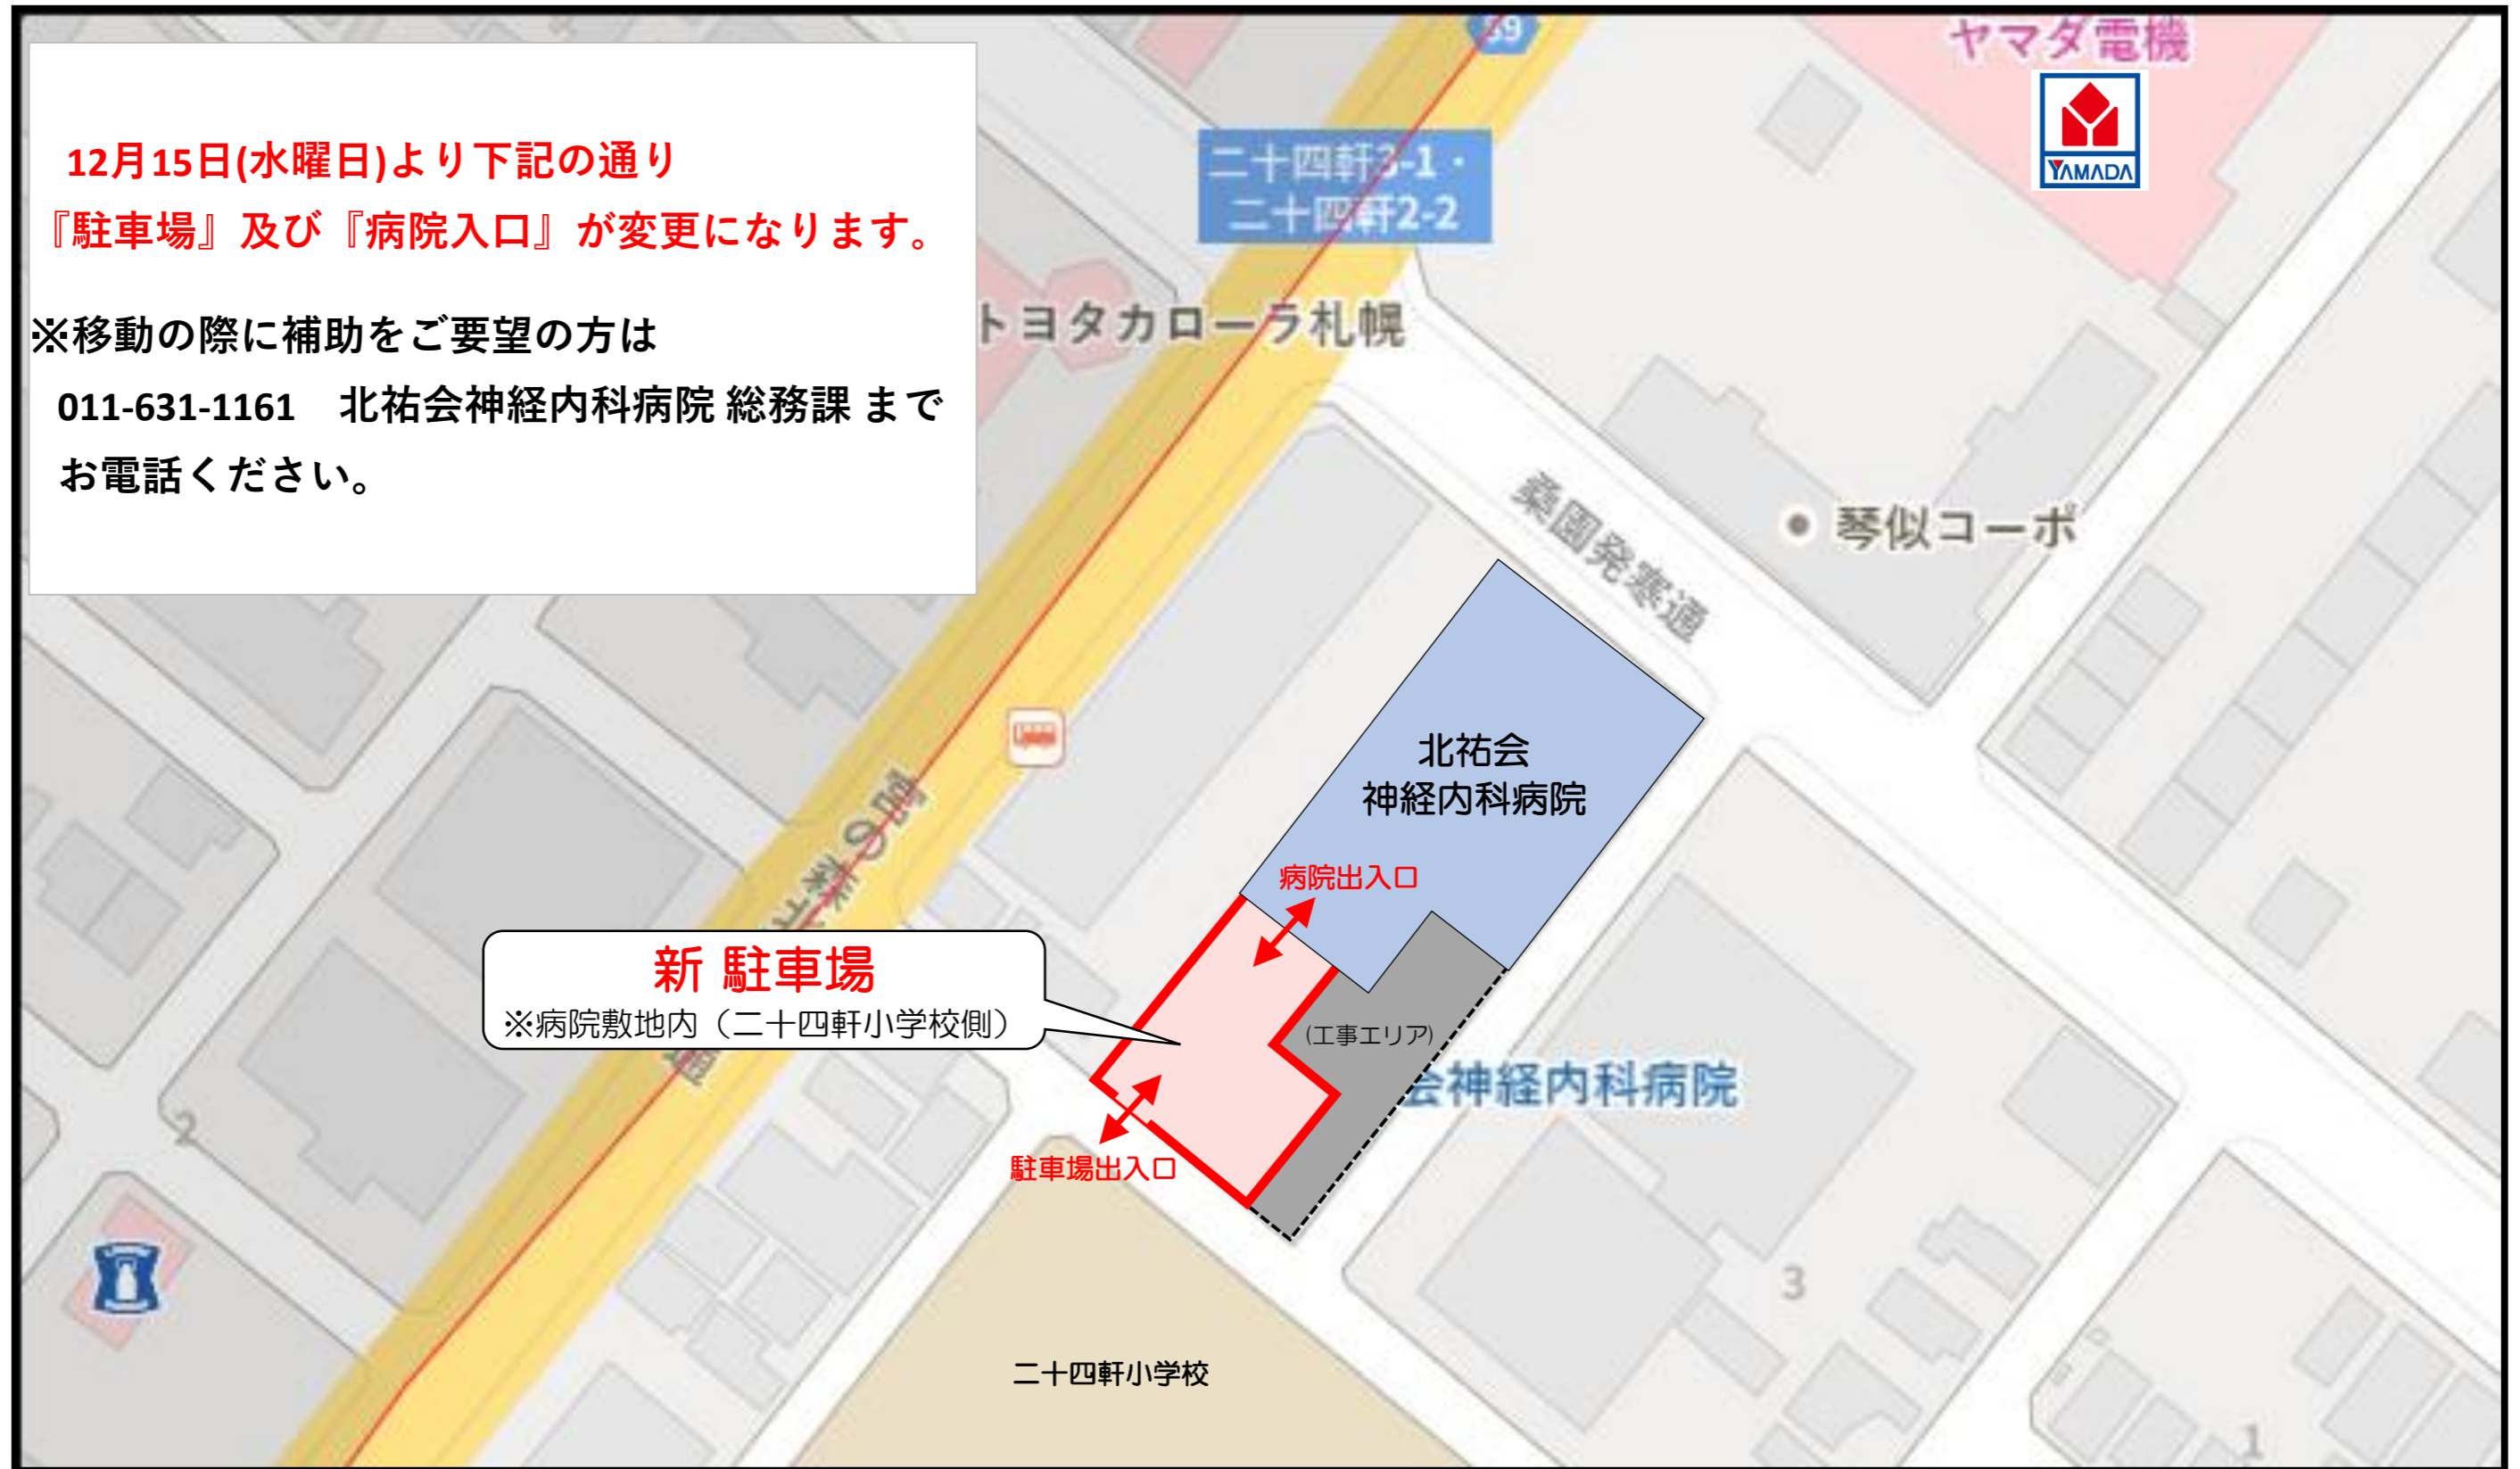 12月15日(水曜日)より下記の通り
『駐車場』及び『病院入口』が変更になります。
※移動の際に補助をご要望の方は
011-631-1161　北祐会神経内科病院 総務課 まで
お電話ください。
89
ヤマダ電機
YAMADA
二十四軒3-1・
二十四軒2-2
トヨタカローラ札幌
桑園発寒通
琴似コーポ
北祐会
神経内科病院
病院出入口
新 駐車場
※病院敷地内（二十四軒小学校側）
(工事エリア)
会神経内科病院
駐車場出入口
二十四軒小学校
2
3
1